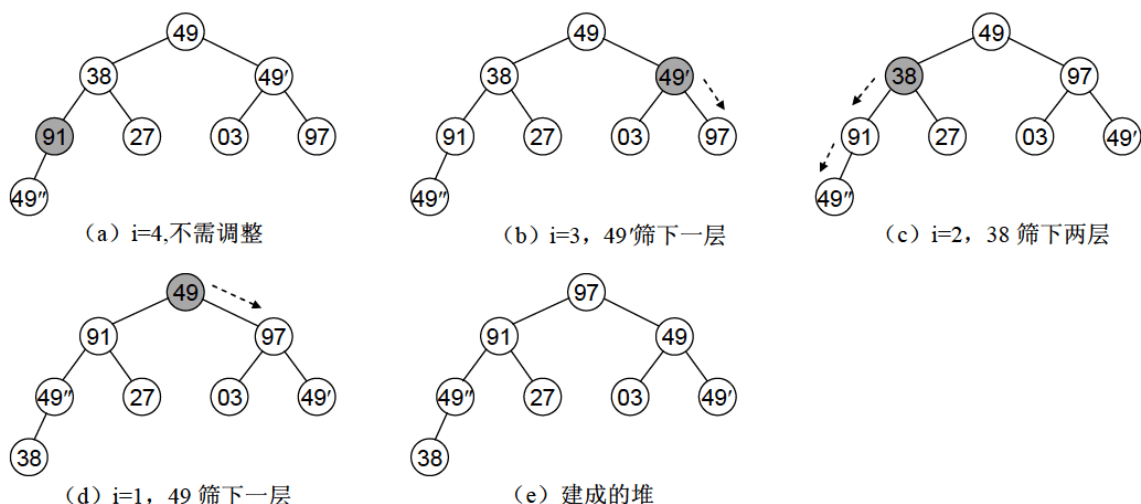 49 49 49
38 49′ 38 49′ 38 97
91 27 03 97 91 27 03 97 91 27 03 49′
49″ 49″ 49″
(a) i=4,不需调整 (b) i=3，49′筛下一层 (c) i=2，38 筛下两层
49 97
91 97 91 49
49″ 27 03 49′ 49″ 27 03 49′
38 38
(d) i=1，49 筛下一层 (e) 建成的堆